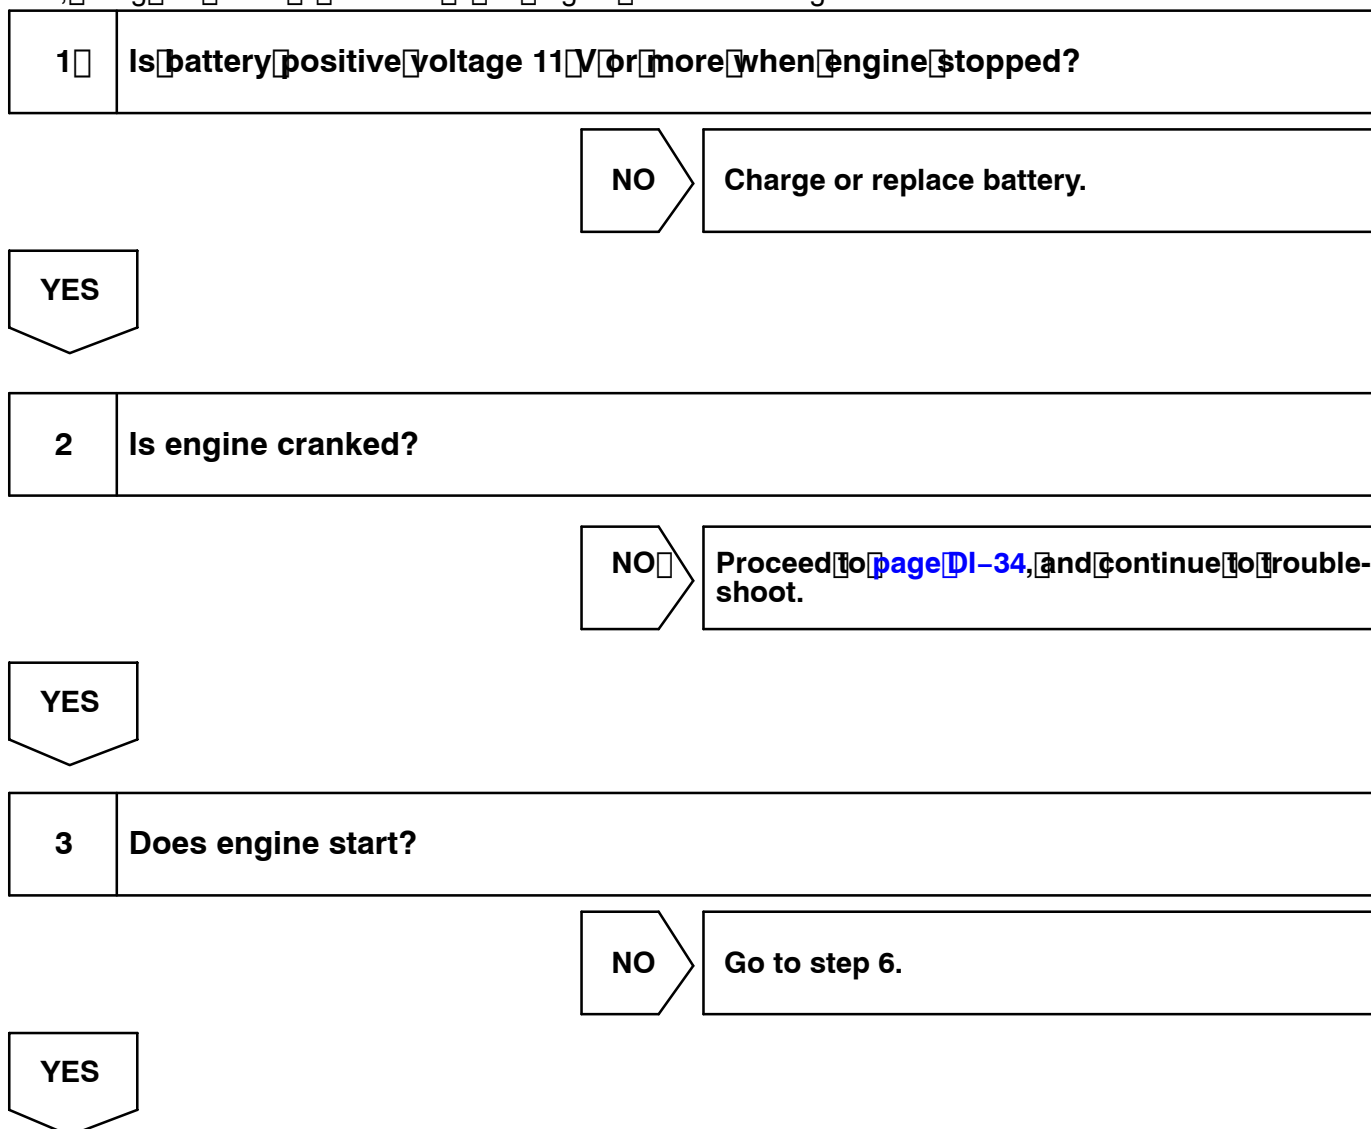 1
Is battery positive voltage 11 V or more when engine stopped?
NO
Charge or replace battery.
YES
2
Is engine cranked?
NO
Proceed to page DI–34, and continue to trouble-
shoot.
YES
3
Does engine start?
NO
Go to step 6.
YES